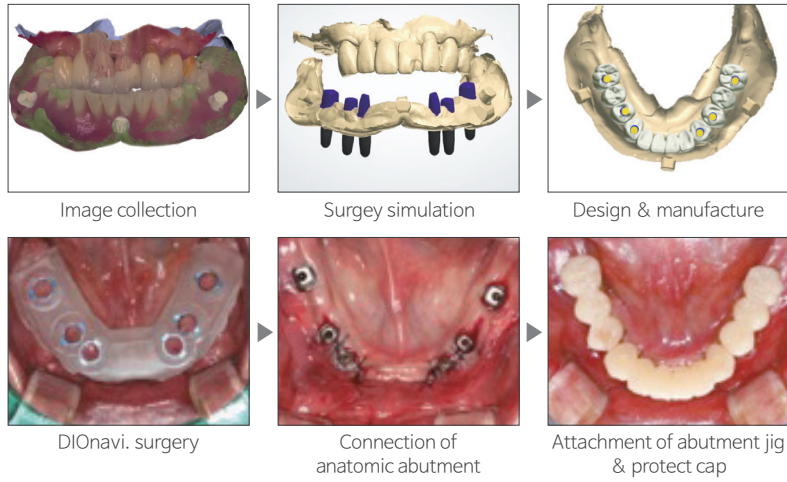 Image collection
Surgey simulation
Design & manufacture
DIOnavi. surgery
Connection of
anatomic abutment
Attachment of abutment jig
& protect cap